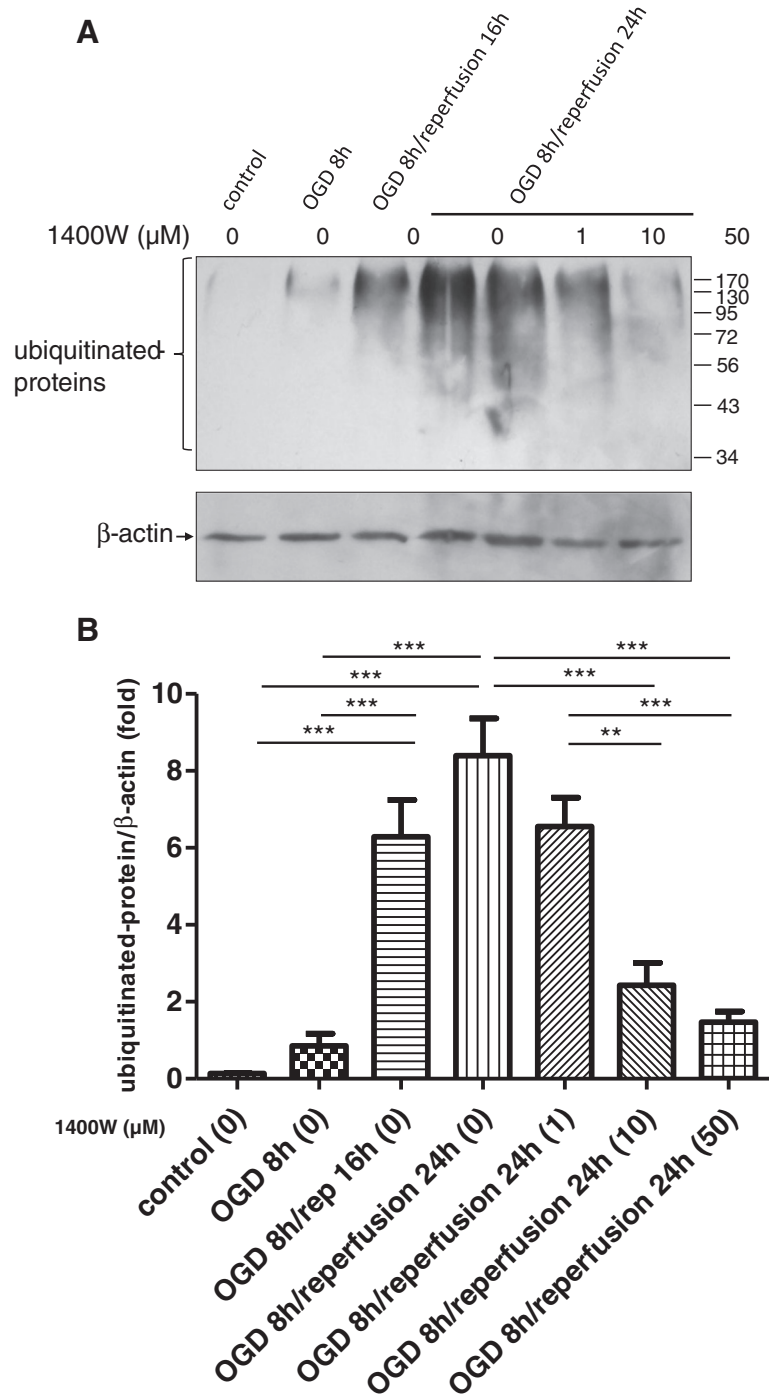 A
control
OGD 8h
OGD 8h/reperfusion 16h
OGD 8h/reperfusion 24h
1400W (μM) 0 0 0 0 1 10 50
170
130
95
72
56
43
34
ubiquitinated
proteins
β-actin
B
*** ***
*** ***
*** ***
*** **
ubiquitinated-protein/β-actin (fold)
10
8
6
4
2
0
1400W (μM)
control (0)
OGD 8h (0)
OGD 8h/rep 16h (0)
OGD 8h/reperfusion 24h (0)
OGD 8h/reperfusion 24h (1)
OGD 8h/reperfusion 24h (10)
OGD 8h/reperfusion 24h (50)